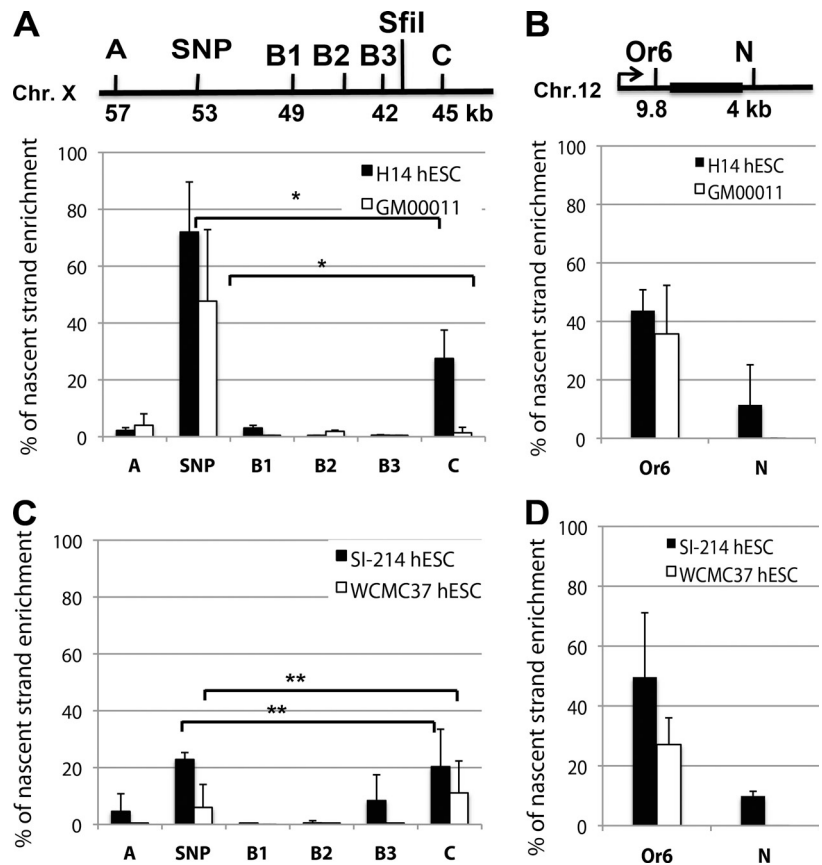 A
SfiI
A SNP B1 B2 B3 C
Chr. X
57 53 49 42 45 kb
% of nascent strand enrichment
100
80
60
40
20
0
H14 hESC
GM00011
*
*
A SNP B1 B2 B3 C
B
Or6 N
Chr.12
9.8 4 kb
% of nascent strand enrichment
100
80
60
40
20
0
H14 hESC
GM00011
Or6 N
C
% of nascent strand enrichment
100
80
60
40
20
0
SI-214 hESC
WCMC37 hESC
**
**
A SNP B1 B2 B3 C
D
% of nascent strand enrichment
100
80
60
40
20
0
SI-214 hESC
WCMC37 hESC
Or6 N